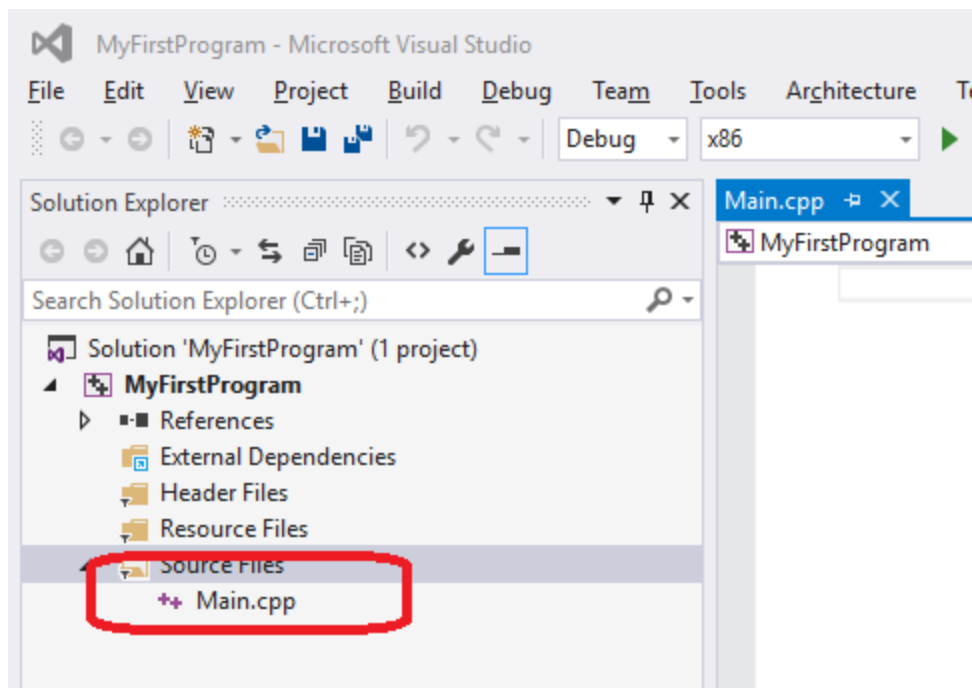 MyFirstProgram - Microsoft Visual Studio
File Edit View Project Build Debug Team Tools Architecture
Debug x86
Solution Explorer
Main.cpp
MyFirstProgram
Search Solution Explorer (Ctrl+;)
Solution 'MyFirstProgram' (1 project)
MyFirstProgram
References
External Dependencies
Header Files
Resource Files
Source Files
Main.cpp